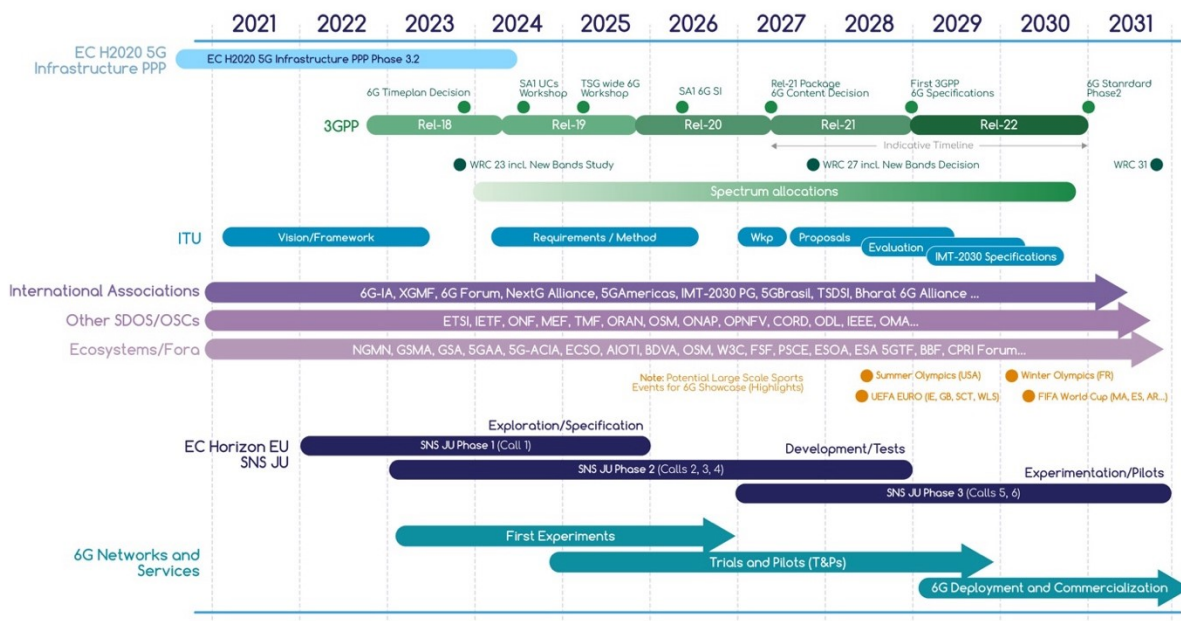 2021 2022 2023 2024 2025 2026 2027 2028 2029 2030 2031
EC H2020 5G
Infrastructure PPP
EC H2020 5G Infrastructure PPP Phase 3.2
6G Timeplan Decision
SA1 UCs
Workshop
TSG wide 6G
Workshop
SA1 6G SI
Rel-21 Package
6G Content Decision
First 3GPP
6G Specifications
6G Stanrdard
Phase2
3GPP
Rel-18 Rel-19 Rel-20 Rel-21 Rel-22
Indicative Timeline
WRC 23 incl. New Bands Study
WRC 27 incl. New Bands Decision
WRC 31
Spectrum allocations
ITU
Vision/Framework
Requirements / Method
Wkp
Proposals
Evaluation
IMT-2030 Specifications
International Associations
6G-IA, XGMF, 6G Forum, NextG Alliance, 5GAmericas, IMT-2030 PG, 5GBrasil, TSDSI, Bharat 6G Alliance ...
Other SDOS/OSCs
ETSI, IETF, ONF, MEF, TMF, ORAN, OSM, ONAP, OPNFV, CORD, ODL, IEEE, OMA...
Ecosystems/Fora
NGMN, GSMA, GSA, 5GAA, 5G-ACIA, ECSO, AIOTI, BDVA, OSM, W3C, FSF, PSCE, ESOA, ESA 5GTF, BBF, CPRI Forum...
Note: Potential Large Scale Sports
Events for 6G Showcase (Highlights)
Summer Olympics (USA)
Winter Olympics (FR)
UEFA EURO (IE, GB, SCT, WLS)
FIFA World Cup (MA, ES, AR...)
EC Horizon EU
SNS JU
Exploration/Specification
SNS JU Phase 1 (Call 1)
Development/Tests
SNS JU Phase 2 (Calls 2, 3, 4)
Experimentation/Pilots
SNS JU Phase 3 (Calls 5, 6)
6G Networks and
Services
First Experiments
Trials and Pilots (T&Ps)
6G Deployment and Commercialization